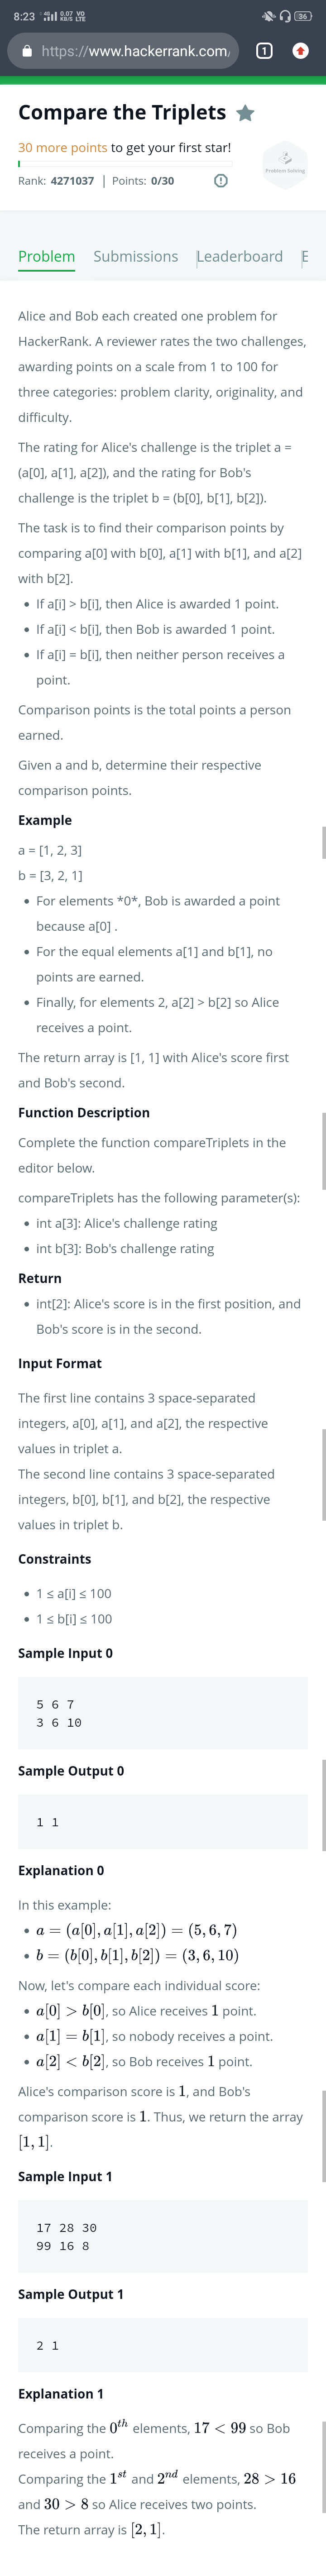 8:23 4G 0.07 KB/S VO LTE 36
https://www.hackerrank.com/ 1
Compare the Triplets
30 more points to get your first star!
Problem Solving
Rank: 4271037 | Points: 0/30
Problem Submissions Leaderboard E
Alice and Bob each created one problem for
HackerRank. A reviewer rates the two challenges,
awarding points on a scale from 1 to 100 for
three categories: problem clarity, originality, and
difficulty.
The rating for Alice's challenge is the triplet a =
(a[0], a[1], a[2]), and the rating for Bob's
challenge is the triplet b = (b[0], b[1], b[2]).
The task is to find their comparison points by
comparing a[0] with b[0], a[1] with b[1], and a[2]
with b[2].
• If a[i] > b[i], then Alice is awarded 1 point.
• If a[i] < b[i], then Bob is awarded 1 point.
• If a[i] = b[i], then neither person receives a
point.
Comparison points is the total points a person
earned.
Given a and b, determine their respective
comparison points.
Example
a = [1, 2, 3]
b = [3, 2, 1]
• For elements *0*, Bob is awarded a point
because a[0] .
• For the equal elements a[1] and b[1], no
points are earned.
• Finally, for elements 2, a[2] > b[2] so Alice
receives a point.
The return array is [1, 1] with Alice's score first
and Bob's second.
Function Description
Complete the function compareTriplets in the
editor below.
compareTriplets has the following parameter(s):
• int a[3]: Alice's challenge rating
• int b[3]: Bob's challenge rating
Return
• int[2]: Alice's score is in the first position, and
Bob's score is in the second.
Input Format
The first line contains 3 space-separated
integers, a[0], a[1], and a[2], the respective
values in triplet a.
The second line contains 3 space-separated
integers, b[0], b[1], and b[2], the respective
values in triplet b.
Constraints
• 1 ≤ a[i] ≤ 100
• 1 ≤ b[i] ≤ 100
Sample Input 0
5 6 7
3 6 10
Sample Output 0
1 1
Explanation 0
In this example:
• a = (a[0], a[1], a[2]) = (5, 6, 7)
• b = (b[0], b[1], b[2]) = (3, 6, 10)
Now, let's compare each individual score:
• a[0] > b[0], so Alice receives 1 point.
• a[1] = b[1], so nobody receives a point.
• a[2] < b[2], so Bob receives 1 point.
Alice's comparison score is 1, and Bob's
comparison score is 1. Thus, we return the array
[1, 1].
Sample Input 1
17 28 30
99 16 8
Sample Output 1
2 1
Explanation 1
Comparing the 0th elements, 17 < 99 so Bob
receives a point.
Comparing the 1st and 2nd elements, 28 > 16
and 30 > 8 so Alice receives two points.
The return array is [2, 1].